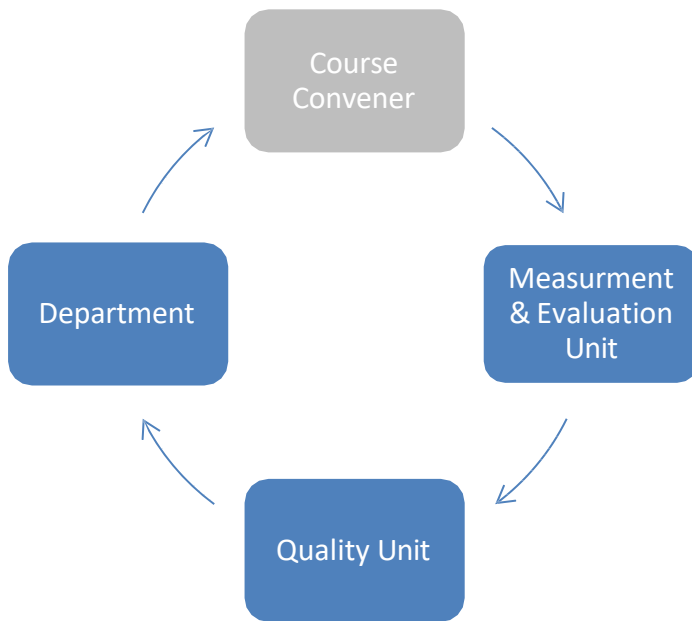 Course
Convener
Measurment
& Evaluation
Unit
Quality Unit
Department